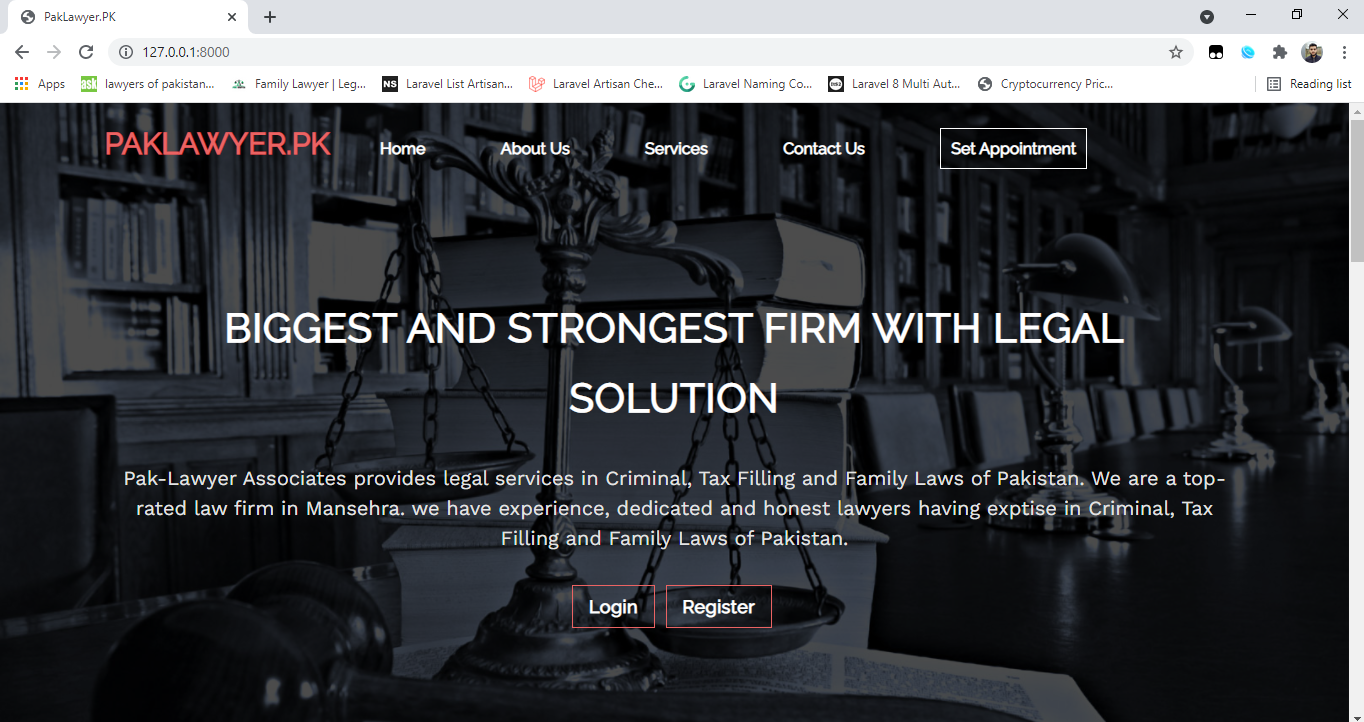 PakLawyer.PK
127.0.0.1:8000
Apps
ask
lawyers of pakistan...
Family Lawyer | Leg...
NS
Laravel List Artisan...
Laravel Artisan Che...
Laravel Naming Co...
Laravel 8 Multi Aut...
Cryptocurrency Pric...
Reading list
PAKLAWYER.PK
Home
About Us
Services
Contact Us
Set Appointment
BIGGEST AND STRONGEST FIRM WITH LEGAL
SOLUTION
Pak-Lawyer Associates provides legal services in Criminal, Tax Filling and Family Laws of Pakistan. We are a top-
rated law firm in Mansehra. we have experience, dedicated and honest lawyers having exptise in Criminal, Tax
Filling and Family Laws of Pakistan.
Login
Register